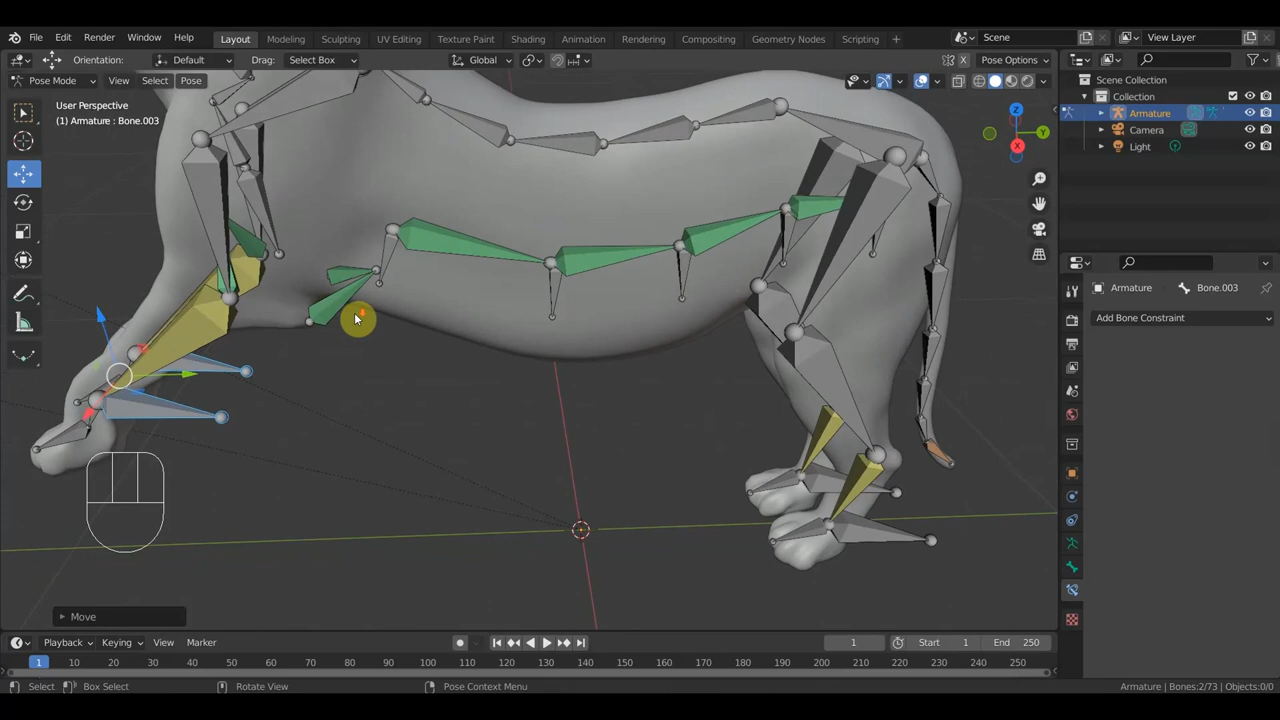 File Edit Render Window Help Layout Modeling Sculpting UV Editing Texture Paint Shading Animation Rendering Compositing Geometry Nodes Scripting + Scene View Layer
Orientation: Default Drag: Select Box Global Pose Options
Pose Mode View Select Pose
User Perspective
(1) Armature : Bone.003
Scene Collection
Collection
Armature
Camera
Light
Z
Y
X
Armature Bone.003
Add Bone Constraint
Move
Playback Keying View Marker 1 Start 1 End 250
1 10 20 30 40 50 60 70 80 90 100 110 120 130 140 150 160 170 180 190 200 210 220 230 240 250
Select Box Select Rotate View Pose Context Menu Armature | Bones:2/73 | Objects:0/0